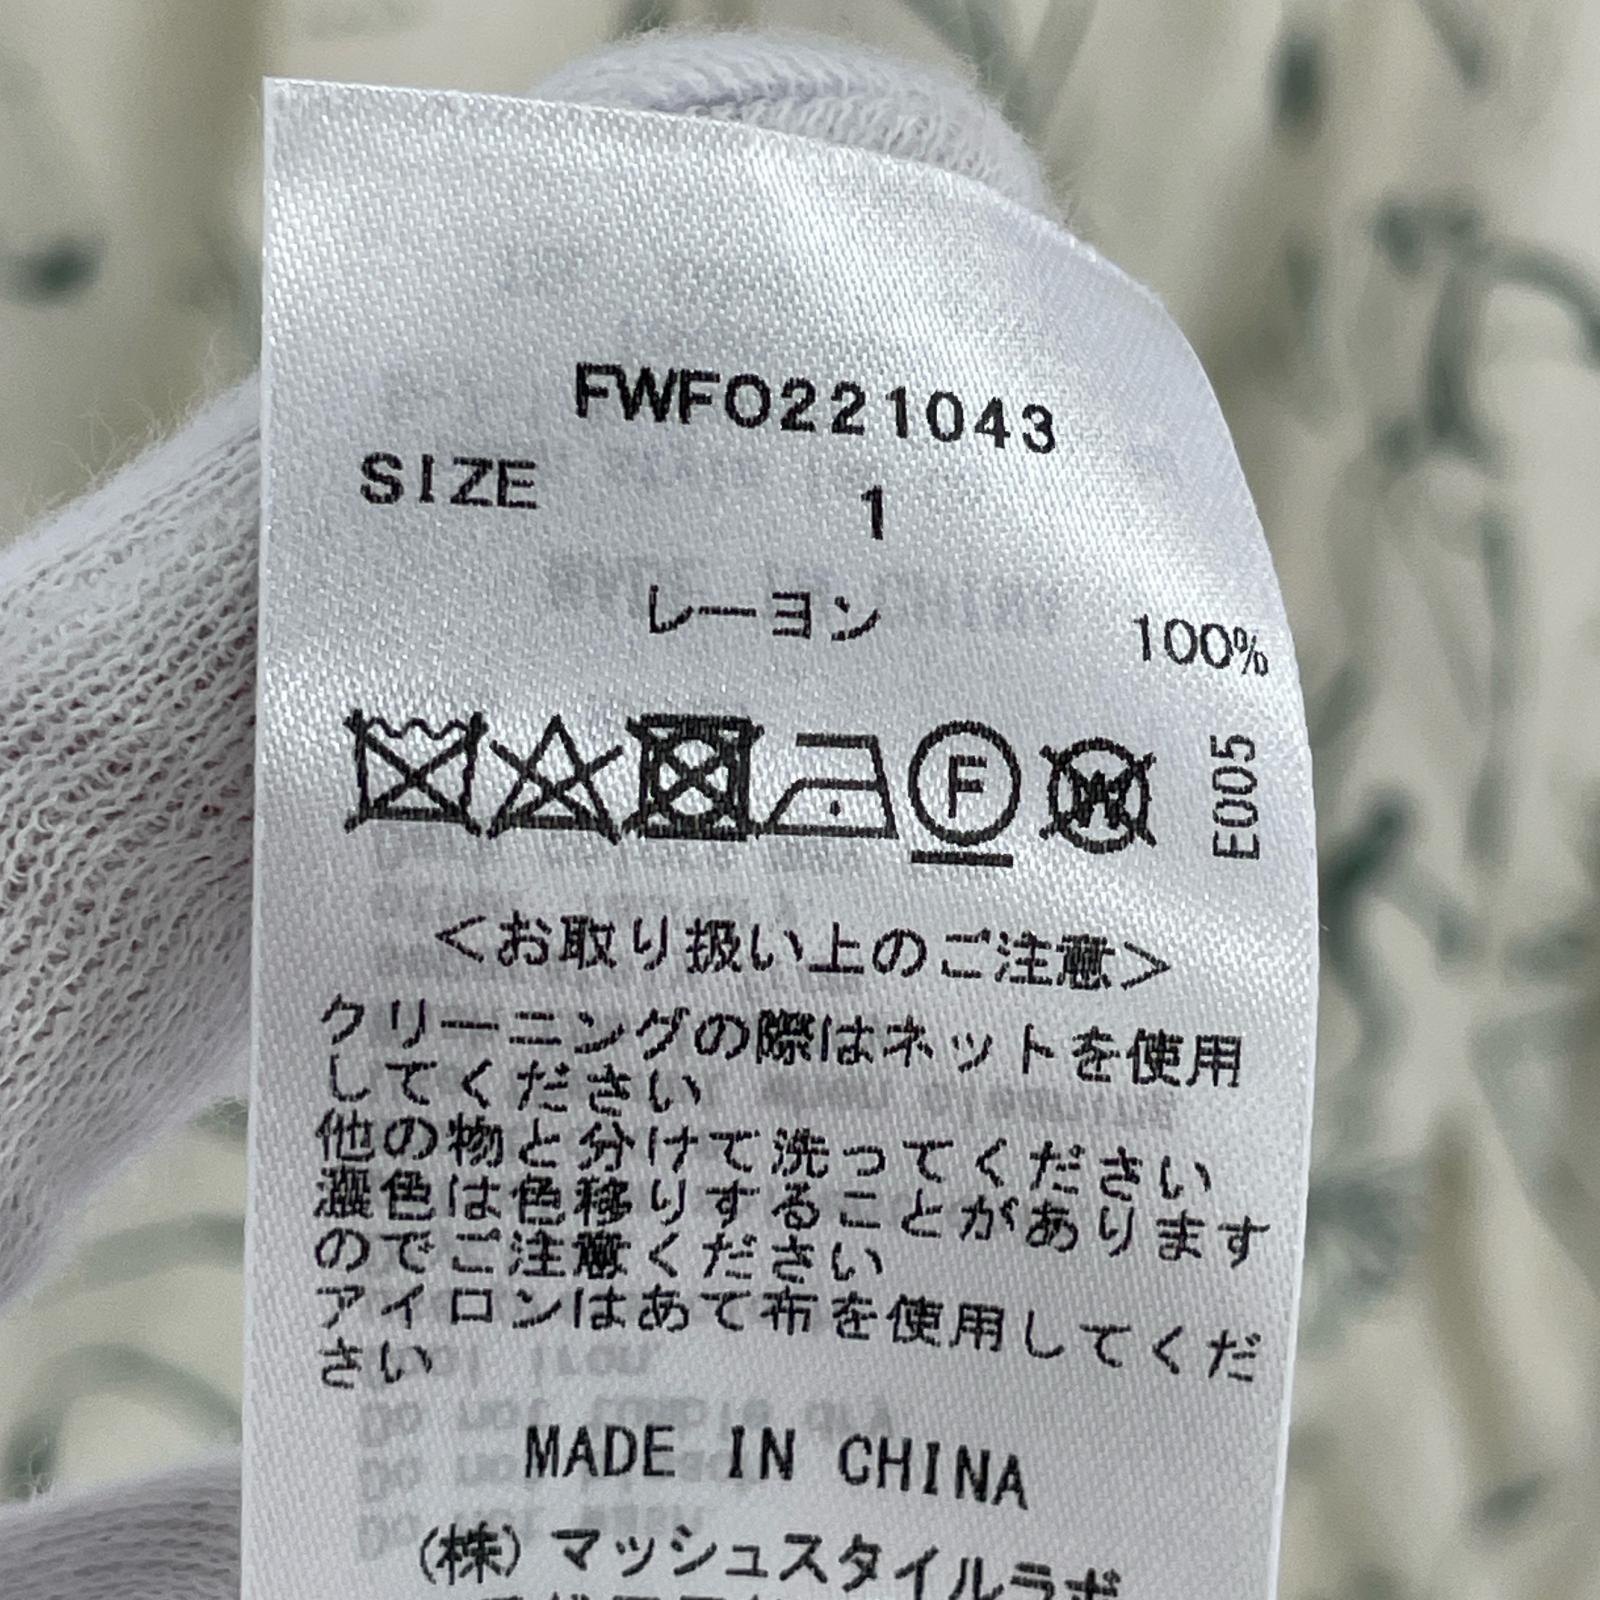 FWFO221043
SIZE 1
レーヨン 100%
F W E005
<お取り扱い上のご注意>
クリーニングの際はネットを使用
してください
他の物と分けて洗ってください
濃色は色移りすることがあります
のでご注意ください
アイロンはあて布を使用してくだ
さい
MADE IN CHINA
(株)マッシュスタイルラボ